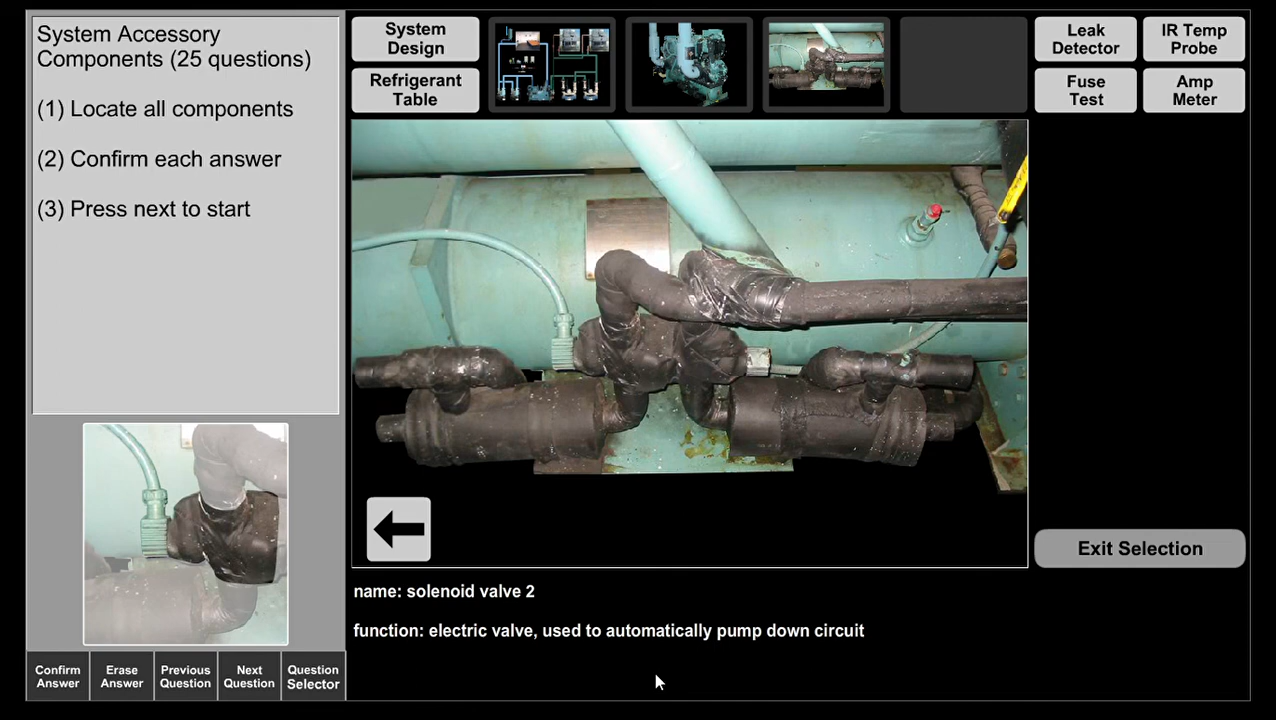 System Accessory
Components (25 questions)
(1) Locate all components
(2) Confirm each answer
(3) Press next to start
System
Design
Refrigerant
Table
Leak
Detector
IR Temp
Probe
Fuse
Test
Amp
Meter
Exit Selection
name: solenoid valve 2
function: electric valve, used to automatically pump down circuit
Confirm
Answer
Erase
Answer
Previous
Question
Next
Question
Question
Selector